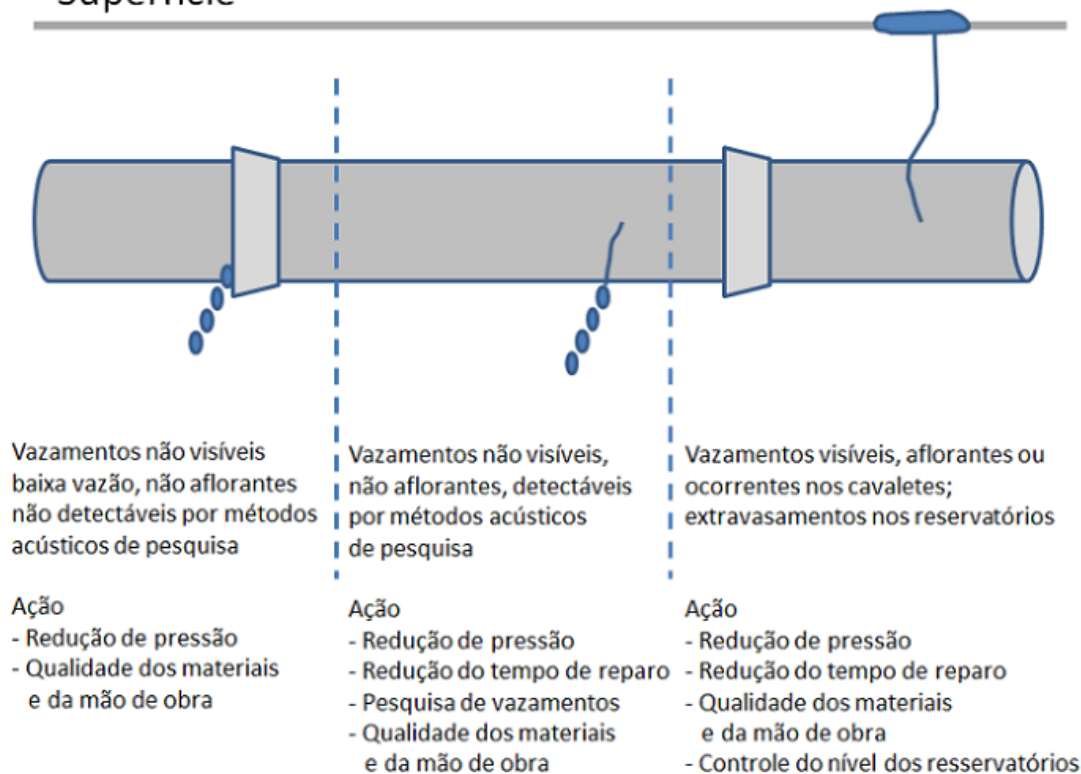 Superfície
Vazamentos não visíveis
baixa vazão, não aflorantes
não detectáveis por métodos
acústicos de pesquisa
Ação
- Redução de pressão
- Qualidade dos materiais
e da mão de obra
Vazamentos não visíveis,
não aflorantes, detectáveis
por métodos acústicos
de pesquisa
Ação
- Redução de pressão
- Redução do tempo de reparo
- Pesquisa de vazamentos
- Qualidade dos materiais
e da mão de obra
Vazamentos visíveis, aflorantes ou
ocorrentes nos cavaletes;
extravasamentos nos reservatórios
Ação
- Redução de pressão
- Redução do tempo de reparo
- Qualidade dos materiais
e da mão de obra
- Controle do nível dos resservatórios